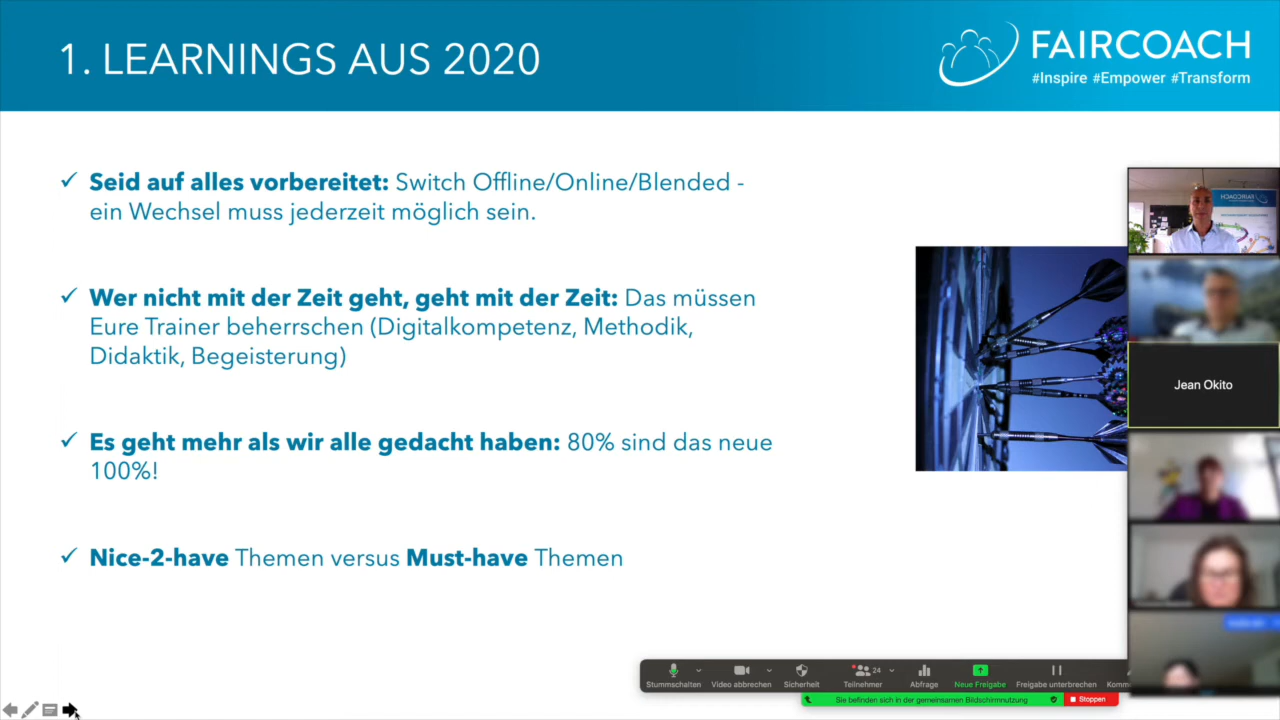 1. LEARNINGS AUS 2020
FAIRCOACH
#Inspire #Empower #Transform
✓ Seid auf alles vorbereitet: Switch Offline/Online/Blended -
ein Wechsel muss jederzeit möglich sein.
✓ Wer nicht mit der Zeit geht, geht mit der Zeit: Das müssen
Eure Trainer beherrschen (Digitalkompetenz, Methodik,
Didaktik, Begeisterung)
✓ Es geht mehr als wir alle gedacht haben: 80% sind das neue
100%!
✓ Nice-2-have Themen versus Must-have Themen
FAIRCOACH
Jean Okito
24
Stummschalten Video abbrechen Sicherheit Teilnehmer Abfrage Neue Freigabe Freigabe unterbrechen Komm
Sie befinden sich in der gemeinsamen Bildschirmnutzung
Stoppen